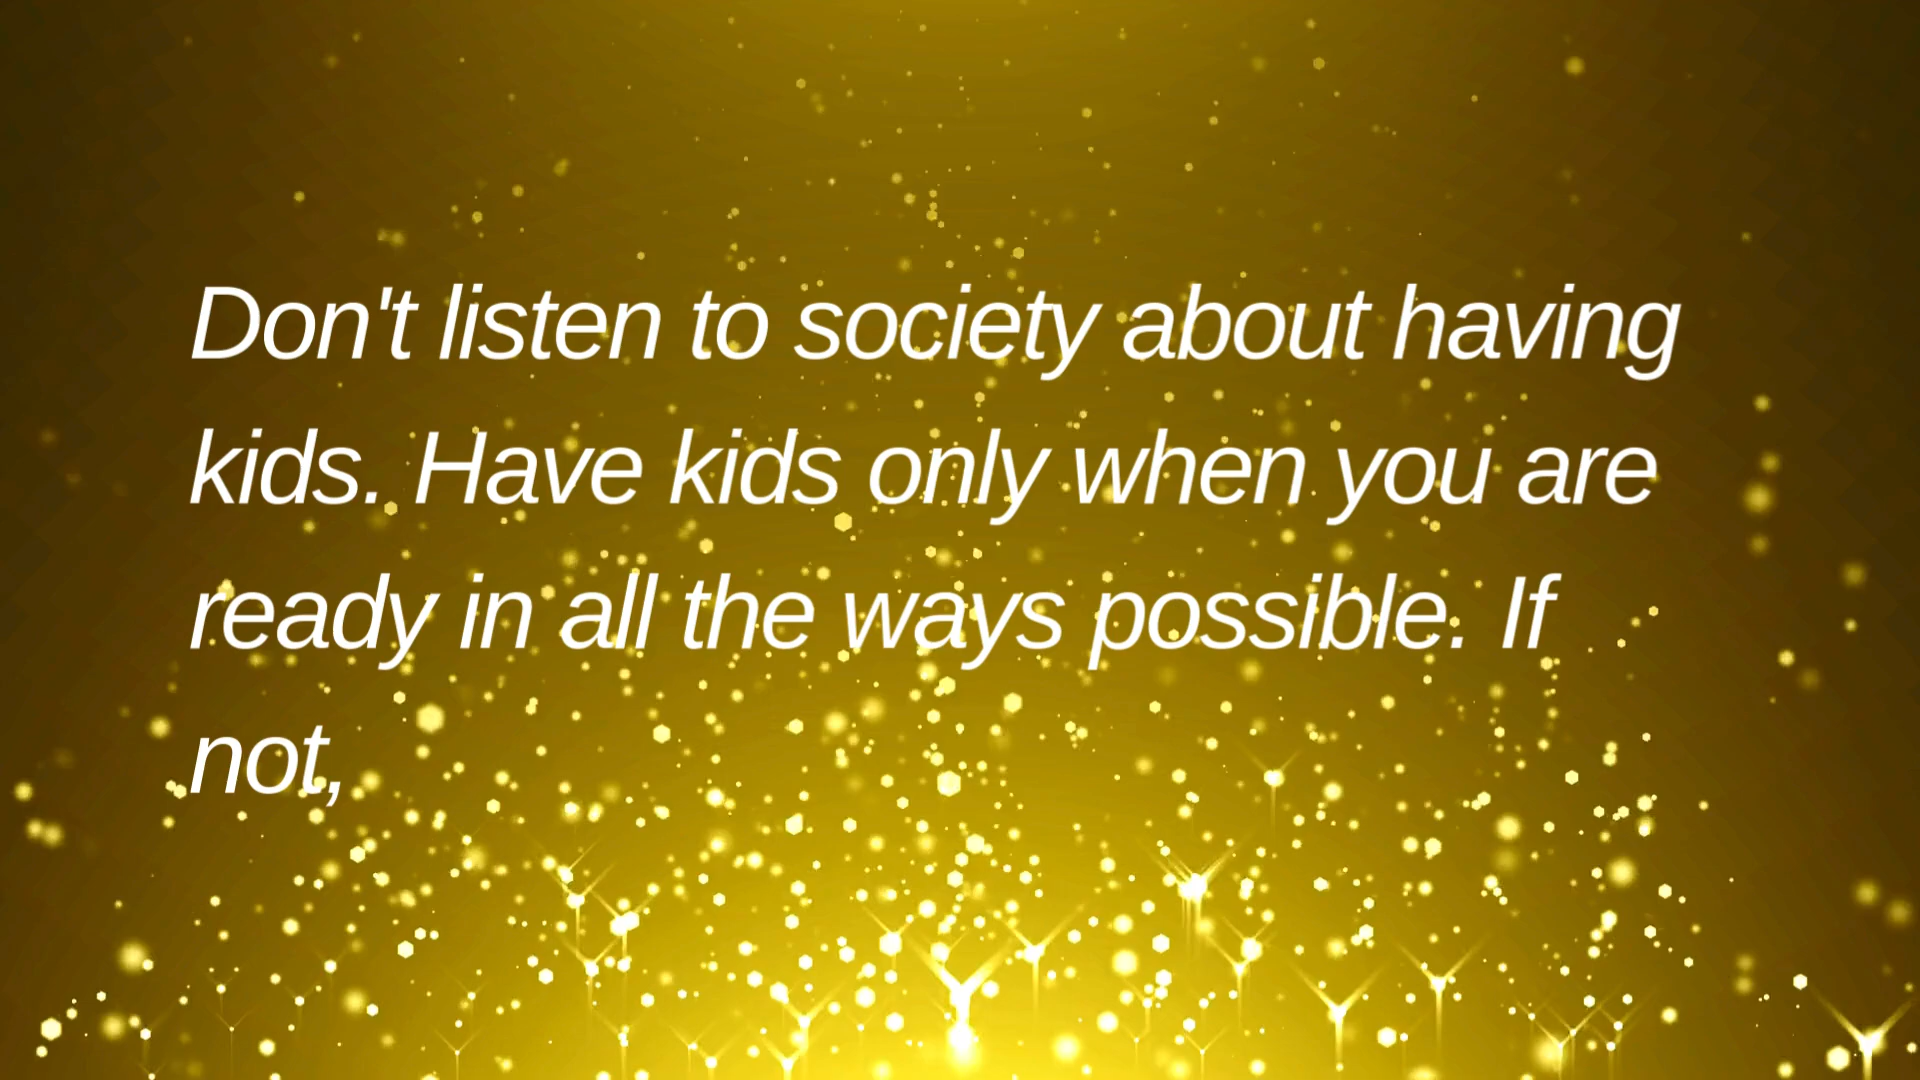 Don't listen to society about having
kids. Have kids only when you are
ready in all the ways possible. If
not,